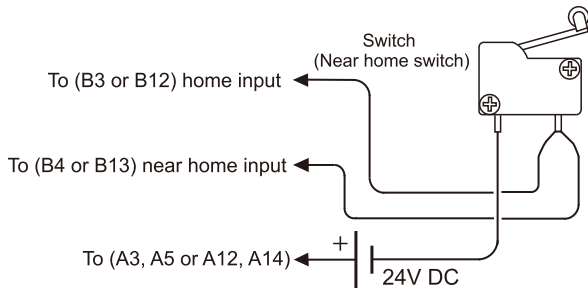 Switch
(Near home switch)
To (B3 or B12) home input
To (B4 or B13) near home input
+
To (A3, A5 or A12, A14)
24V DC